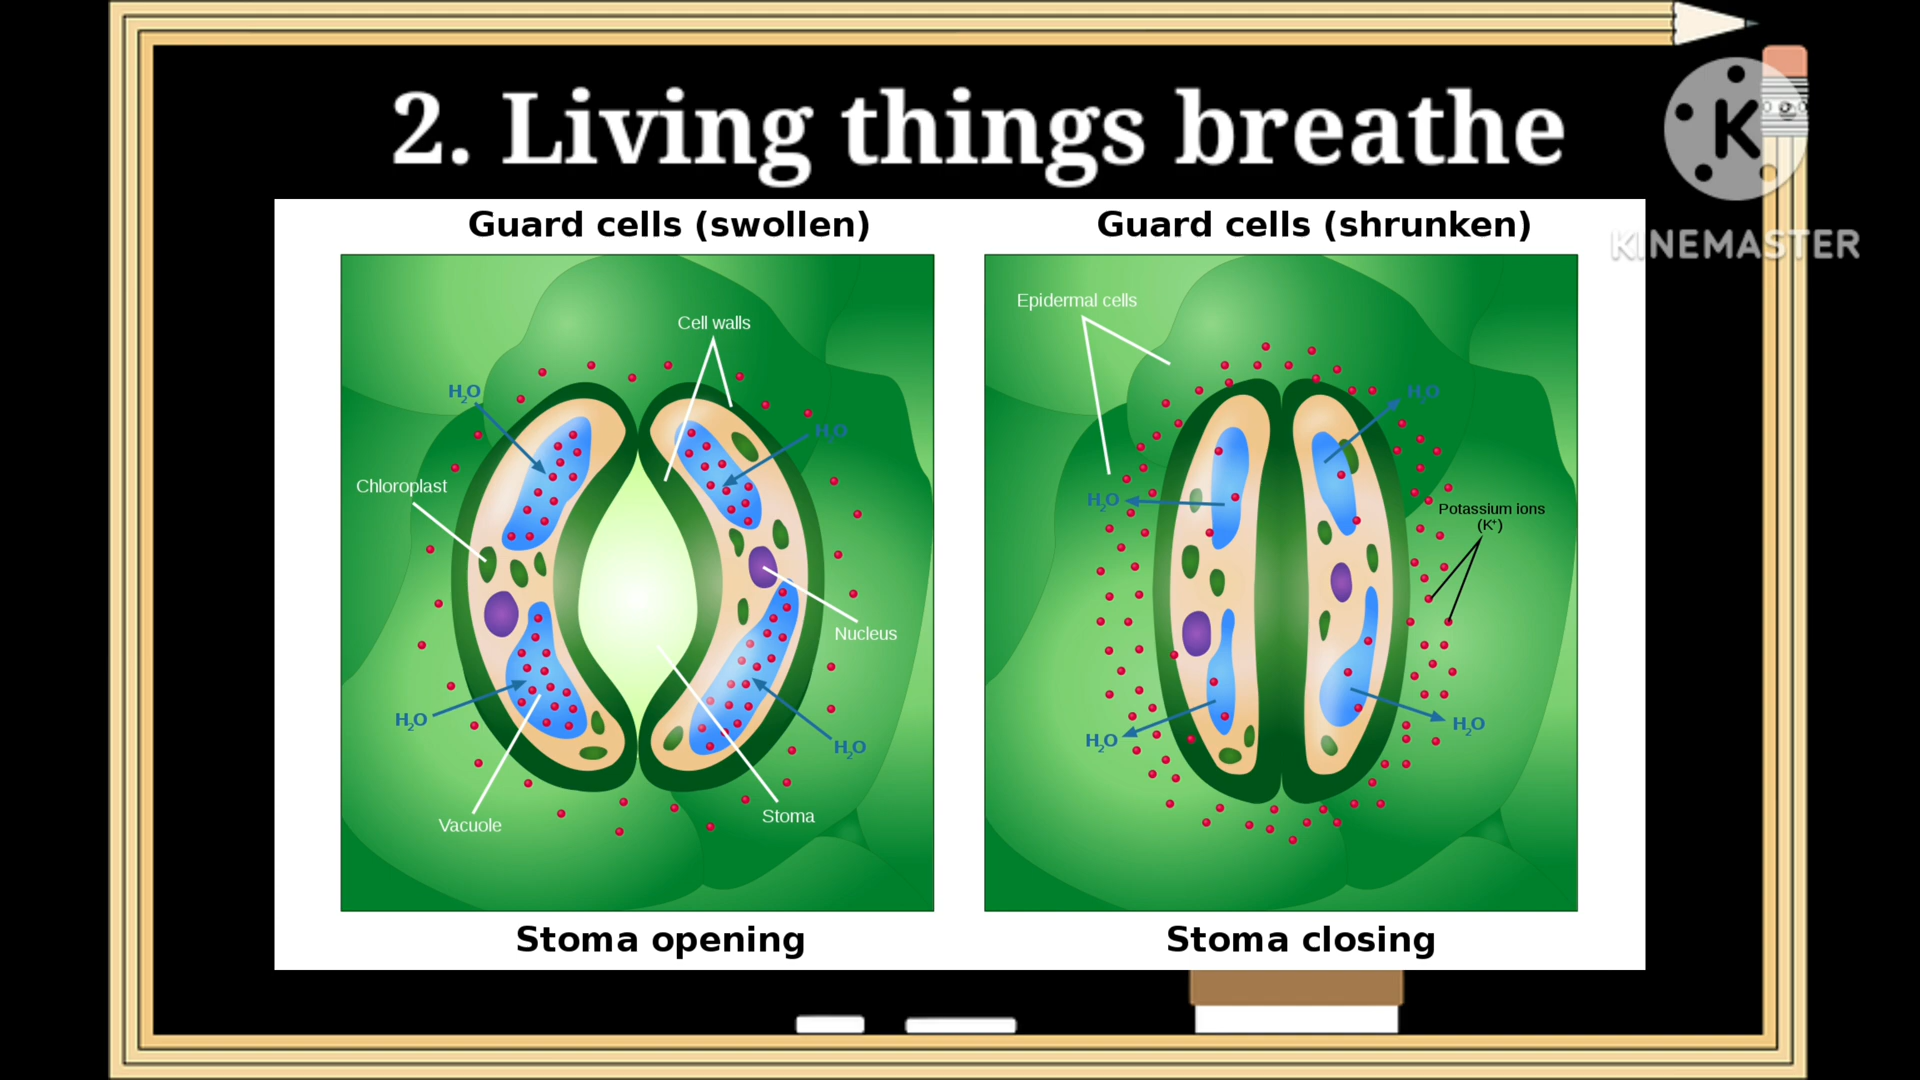 2. Living things breathe
K
KINEMASTER
Guard cells (swollen)
Guard cells (shrunken)
Cell walls
H2O
H2O
Chloroplast
Nucleus
H2O
H2O
Vacuole
Stoma
Epidermal cells
H2O
H2O
Potassium ions
(K+)
H2O
H2O
Stoma opening
Stoma closing